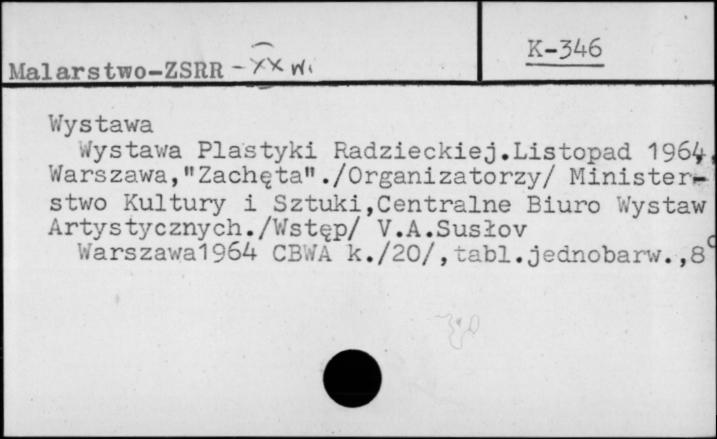 K-346
Malarstwo-ZSRR - XX w.
Wystawa
Wystawa Plastyki Radzieckiej.Listopad 1964,
Warszawa,"Zachęta"./Organizatorzy/ Minister-
stwo Kultury i Sztuki,Centralne Biuro Wystaw
Artystycznych./Wstęp/ V.A.Susłov
Warszawa1964 CBWA k./20/,tabl.jednobarw.,8°